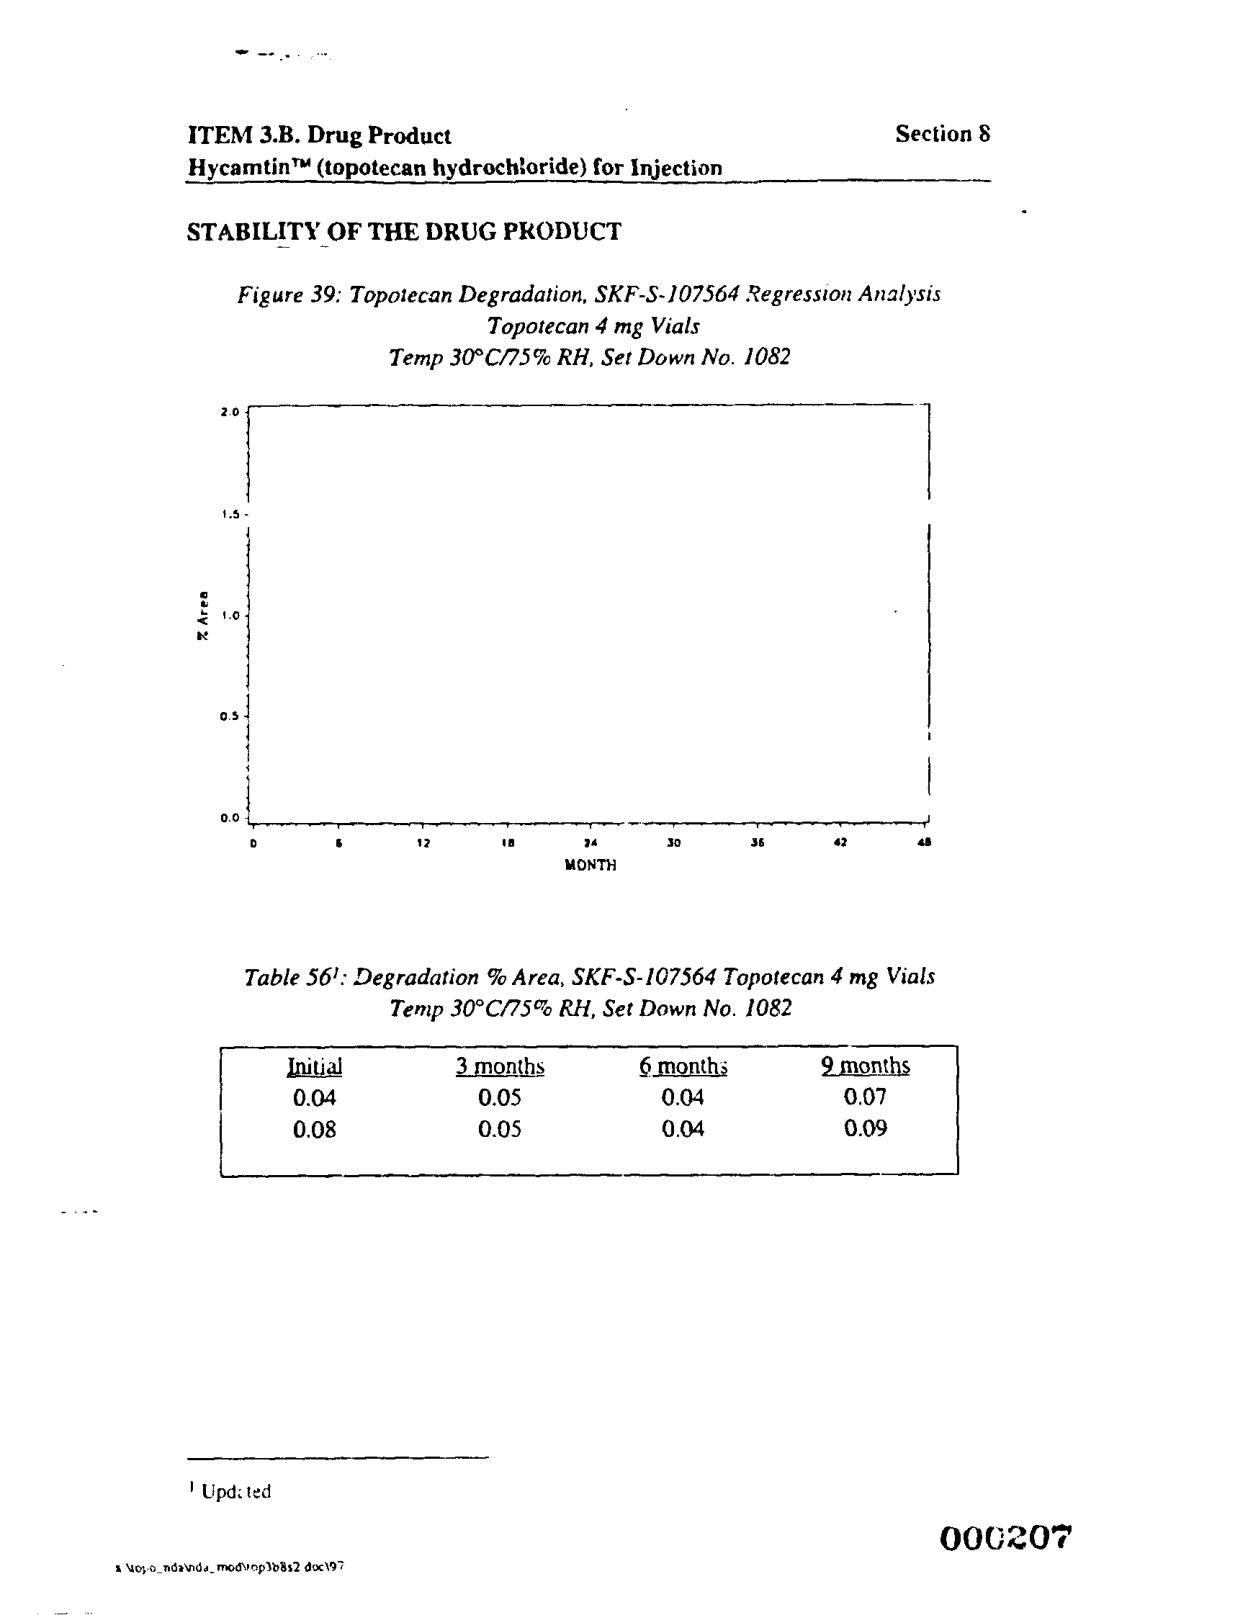 ITEM 3.B. Drug Product Section 8
Hycamtin™ (topotecan hydrochloride) for Injection
STABILITY OF THE DRUG PRODUCT
Figure 39: Topotecan Degradation, SKF-S-107564 Regression Analysis
Topotecan 4 mg Vials
Temp 30°C/75% RH, Set Down No. 1082
2.0
1.5
1.0
0.5
0.0
% Area
0 6 12 18 24 30 36 42 48
MONTH
Table 56¹: Degradation % Area, SKF-S-107564 Topotecan 4 mg Vials
Temp 30°C/75% RH, Set Down No. 1082
Initial 3 months 6 months 9 months
0.04 0.05 0.04 0.07
0.08 0.05 0.04 0.09
¹ Updated
000207